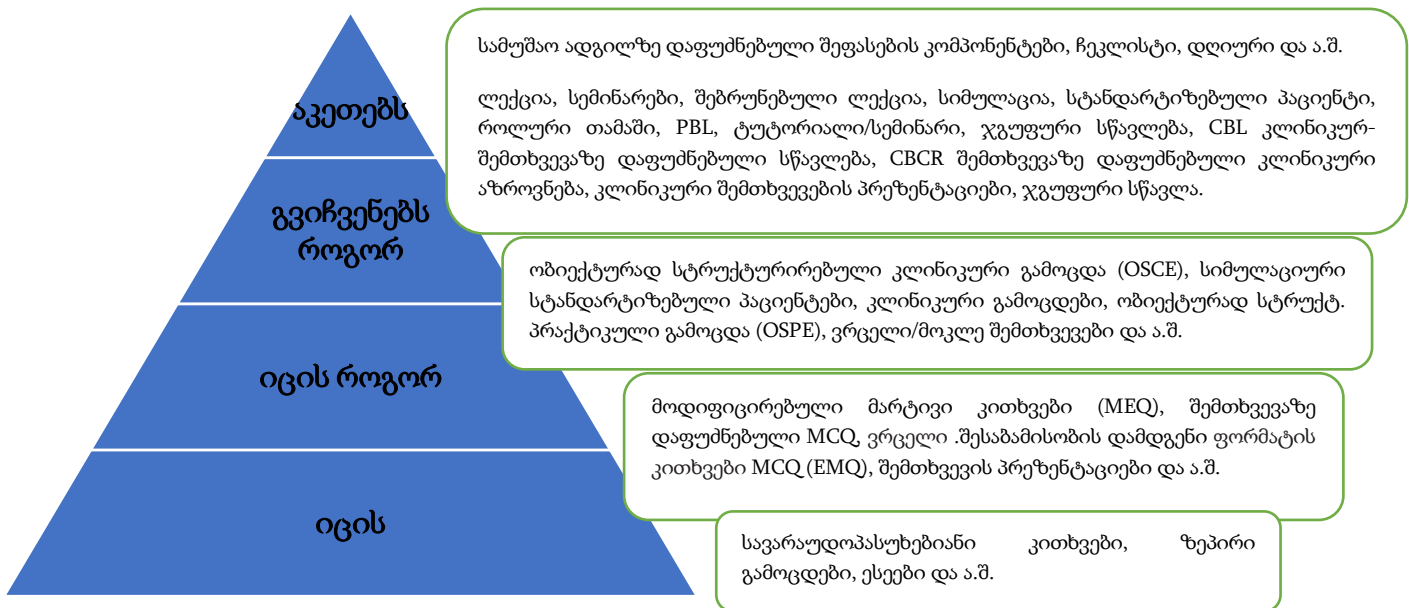 სამუშაო ადგილზე დაფუძნებული შეფასების კომპონენტები, ჩეკლისტი, დღიური და ა.შ.
ლექცია, სემინარები, შებრუნებული ლექცია, სიმულაცია, სტანდარტიზებული პაციენტი,
როლური თამაში, PBL, ტუტორიალი/სემინარი, ჯგუფური სწავლება, CBL კლინიკურ-
შემთხვევაზე დაფუძნებული სწავლება, CBCR შემთხვევაზე დაფუძნებული კლინიკური
აზროვნება, კლინიკური შემთხვევების პრეზენტაციები, ჯგუფური სწავლა.
აკეთებს
გვიჩვენებს
როგორ
ობიექტურად სტრუქტურირებული კლინიკური გამოცდა (OSCE), სიმულაციური
სტანდარტიზებული პაციენტები, კლინიკური გამოცდები, ობიექტურად სტრუქტ.
პრაქტიკული გამოცდა (OSPE), ვრცელი/მოკლე შემთხვევები და ა.შ.
იცის როგორ
მოდიფიცირებული მარტივი კითხვები (MEQ), შემთხვევაზე
დაფუძნებული MCQ, ვრცელი .შესაბამისობის დამდგენი ფორმატის
კითხვები MCQ (EMQ), შემთხვევის პრეზენტაციები და ა.შ.
იცის
სავარაუდოპასუხებიანი კითხვები, ზეპირი
გამოცდები, ესეები და ა.შ.